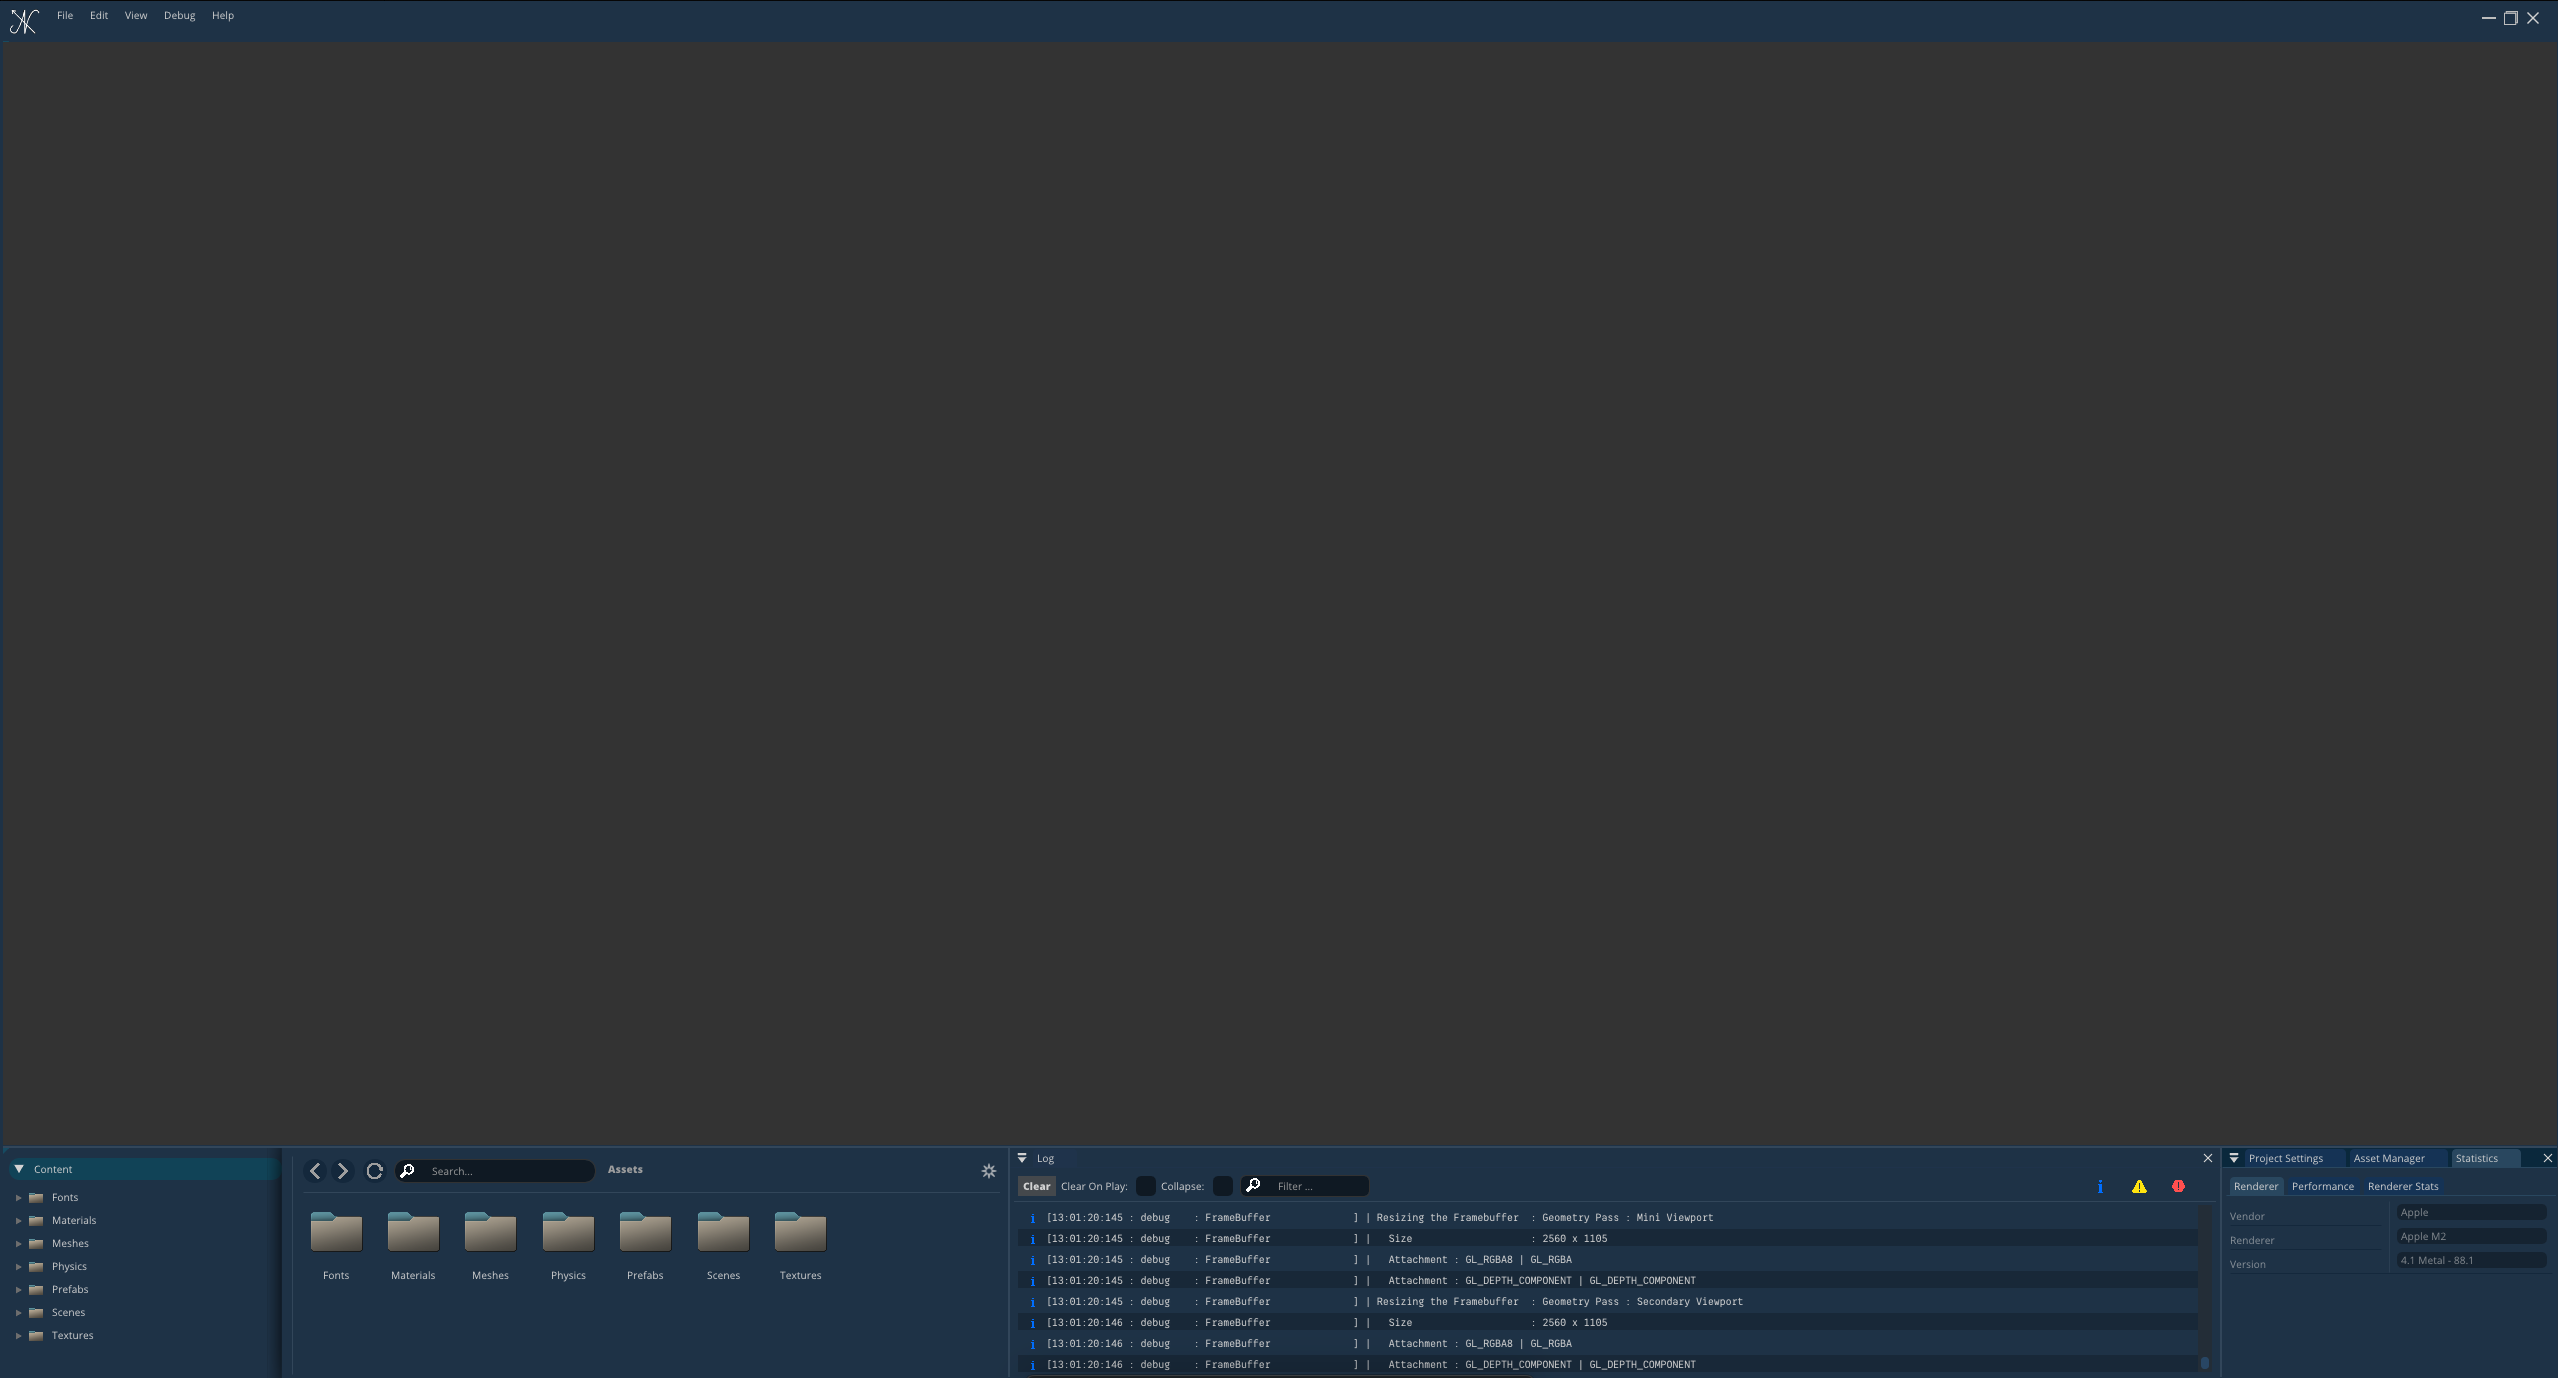 File Edit View Debug Help
Content
Fonts
Materials
Meshes
Physics
Prefabs
Scenes
Textures
Search... Assets
Fonts Materials Meshes Physics Prefabs Scenes Textures
Log
Clear Clear On Play: Collapse: Filter ...
[13:01:20:145 : debug : FrameBuffer ] | Resizing the Framebuffer : Geometry Pass : Mini Viewport
[13:01:20:145 : debug : FrameBuffer ] | Size : 2560 x 1105
[13:01:20:145 : debug : FrameBuffer ] | Attachment : GL_RGBA8 | GL_RGBA
[13:01:20:145 : debug : FrameBuffer ] | Attachment : GL_DEPTH_COMPONENT | GL_DEPTH_COMPONENT
[13:01:20:145 : debug : FrameBuffer ] | Resizing the Framebuffer : Geometry Pass : Secondary Viewport
[13:01:20:146 : debug : FrameBuffer ] | Size : 2560 x 1105
[13:01:20:146 : debug : FrameBuffer ] | Attachment : GL_RGBA8 | GL_RGBA
[13:01:20:146 : debug : FrameBuffer ] | Attachment : GL_DEPTH_COMPONENT | GL_DEPTH_COMPONENT
Project Settings Asset Manager Statistics
Renderer Performance Renderer Stats
Vendor Apple
Renderer Apple M2
Version 4.1 Metal - 88.1